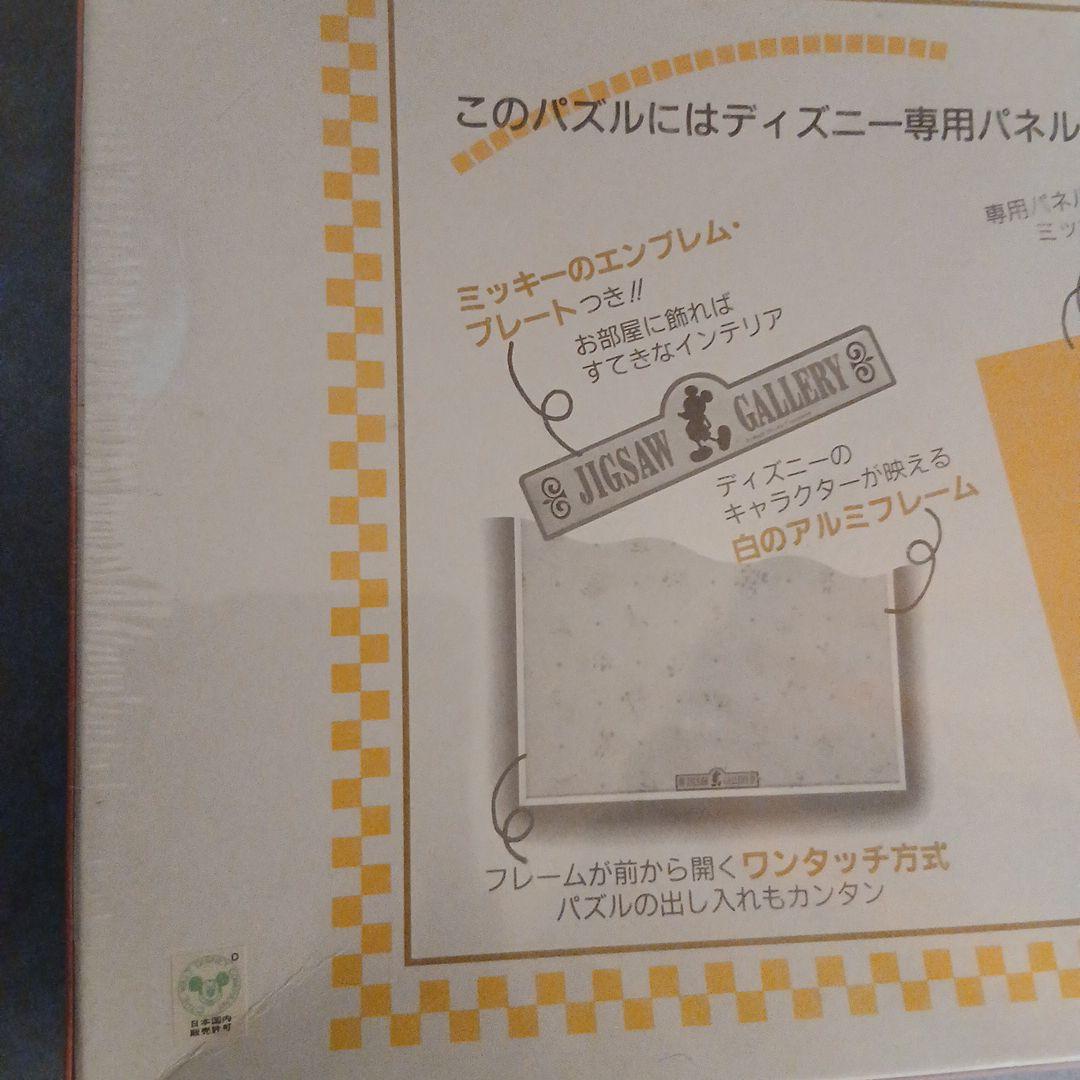 このパズルにはディズニー専用パネル
専用パネル
ミッ
ミッキーのエンブレム・
プレートつき!!
お部屋に飾れば
すてきなインテリア
JIGSAW GALLERY
ディズニーの
キャラクターが映える
白のアルミフレーム
JIGSAW GALLERY
フレームが前から開くワンタッチ方式
パズルの出し入れもカンタン
D
日本国内
販売許可